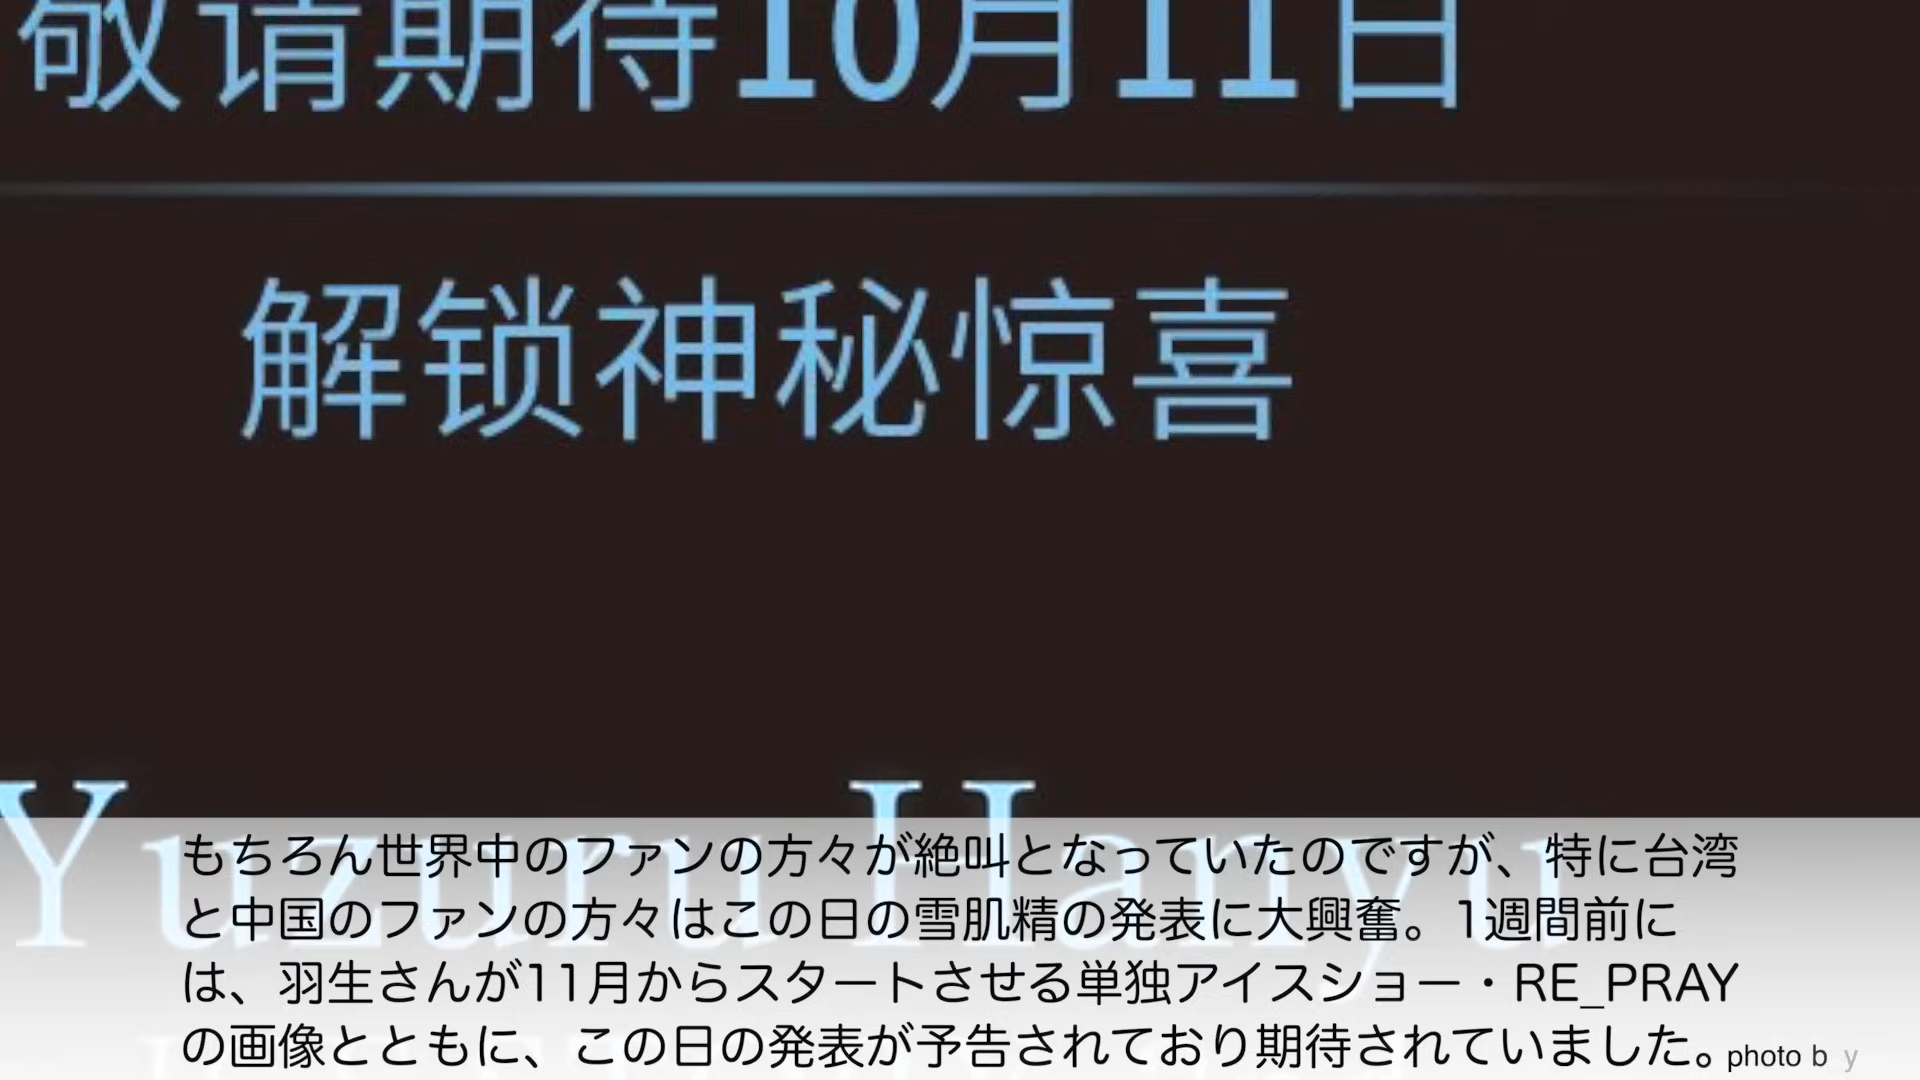 敬请期待10月11日
解锁神秘惊喜
Yuzuru Hanyu
もちろん世界中のファンの方々が絶叫となっていたのですが、特に台湾
と中国のファンの方々はこの日の雪肌精の発表に大興奮。1週間前に
は、羽生さんが11月からスタートさせる単独アイスショー・RE_PRAY
の画像とともに、この日の発表が予告されており期待されていました。
photo b y